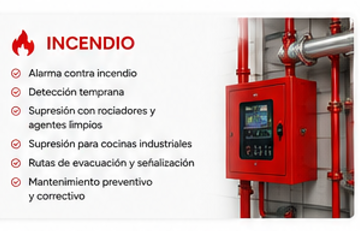 INCENDIO
Alarma contra incendio
Detección temprana
Supresión con rociadores y
agentes limpios
Supresión para cocinas industriales
Rutas de evacuación y señalización
Mantenimiento preventivo
y correctivo